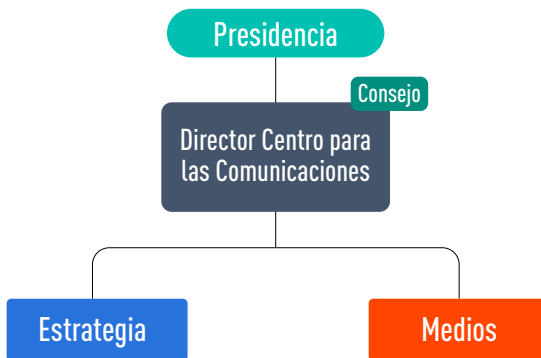 Presidencia
Consejo
Director Centro para
las Comunicaciones
Estrategia
Medios